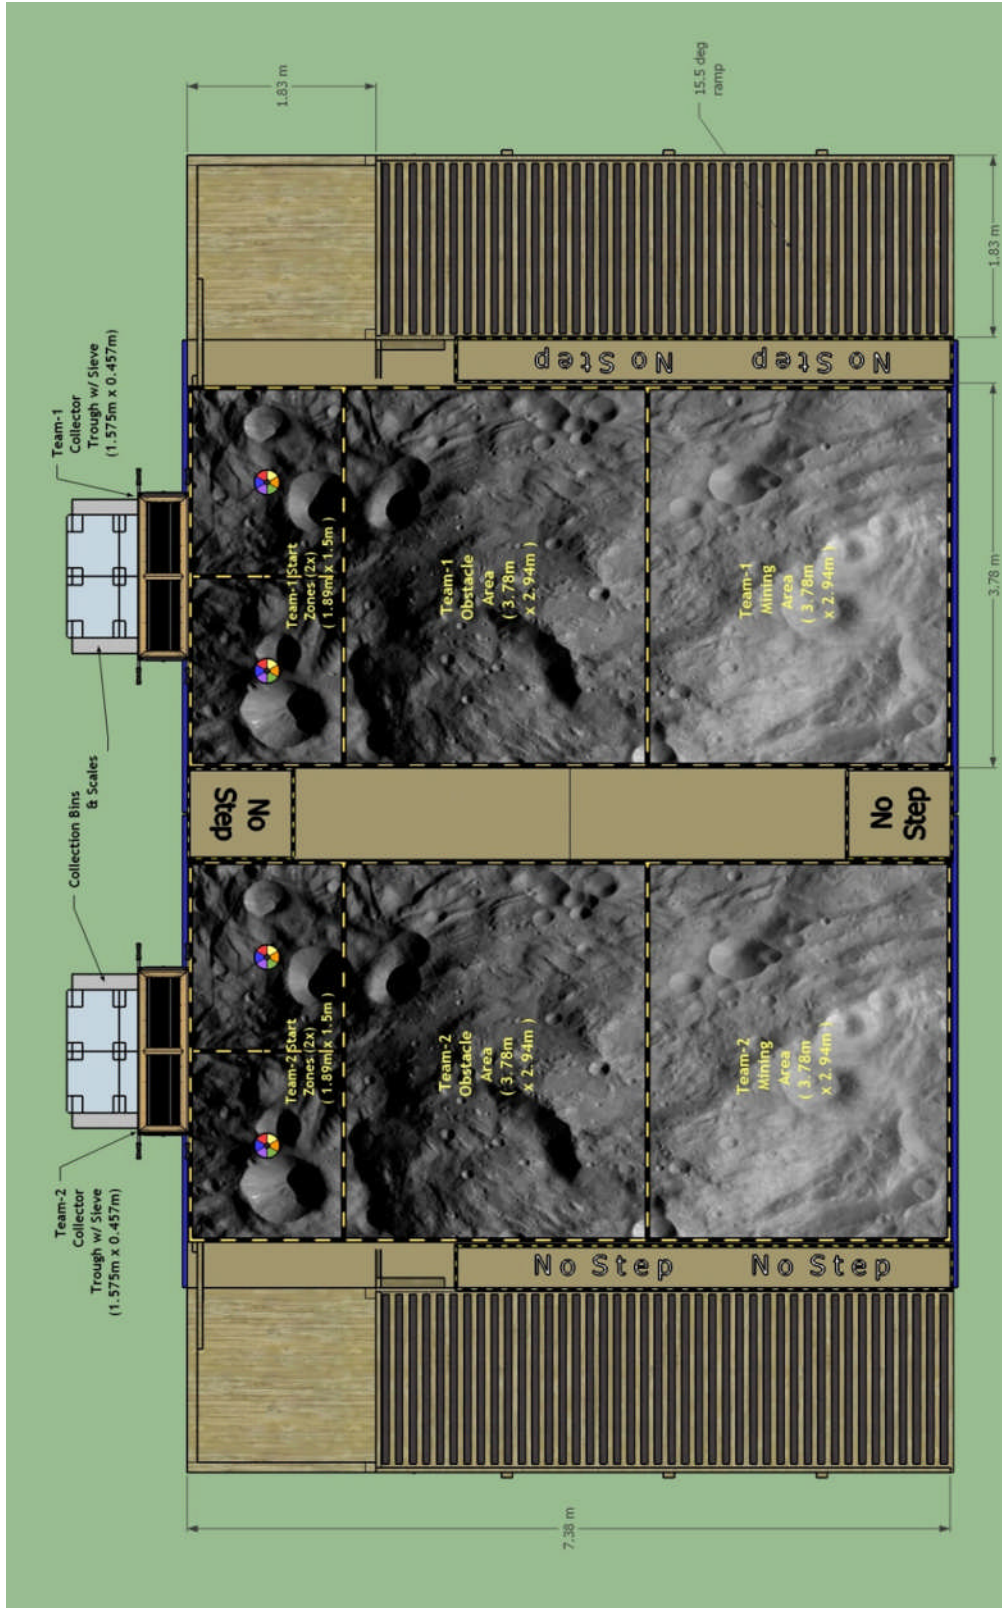 Team-1
Collector
Trough w/ Sieve
(1.575m x 0.457m)
Collection Bins
& Scales
Team-2
Collector
Trough w/ Sieve
(1.575m x 0.457m)
1.83 m
15.5 deg
ramp
1.83 m
3.78 m
7.38 m
No Step
No Step
Team-1 Start
Zones (2x)
( 1.89m x 1.5m )
Team-1
Obstacle
Area
( 3.78m
x 2.94m )
Team-1
Mining
Area
( 3.78m
x 2.94m )
No
Step
No
Step
Team-2 Start
Zones (2x)
( 1.89m x 1.5m )
Team-2
Obstacle
Area
( 3.78m
x 2.94m )
Team-2
Mining
Area
( 3.78m
x 2.94m )
No Step
No Step